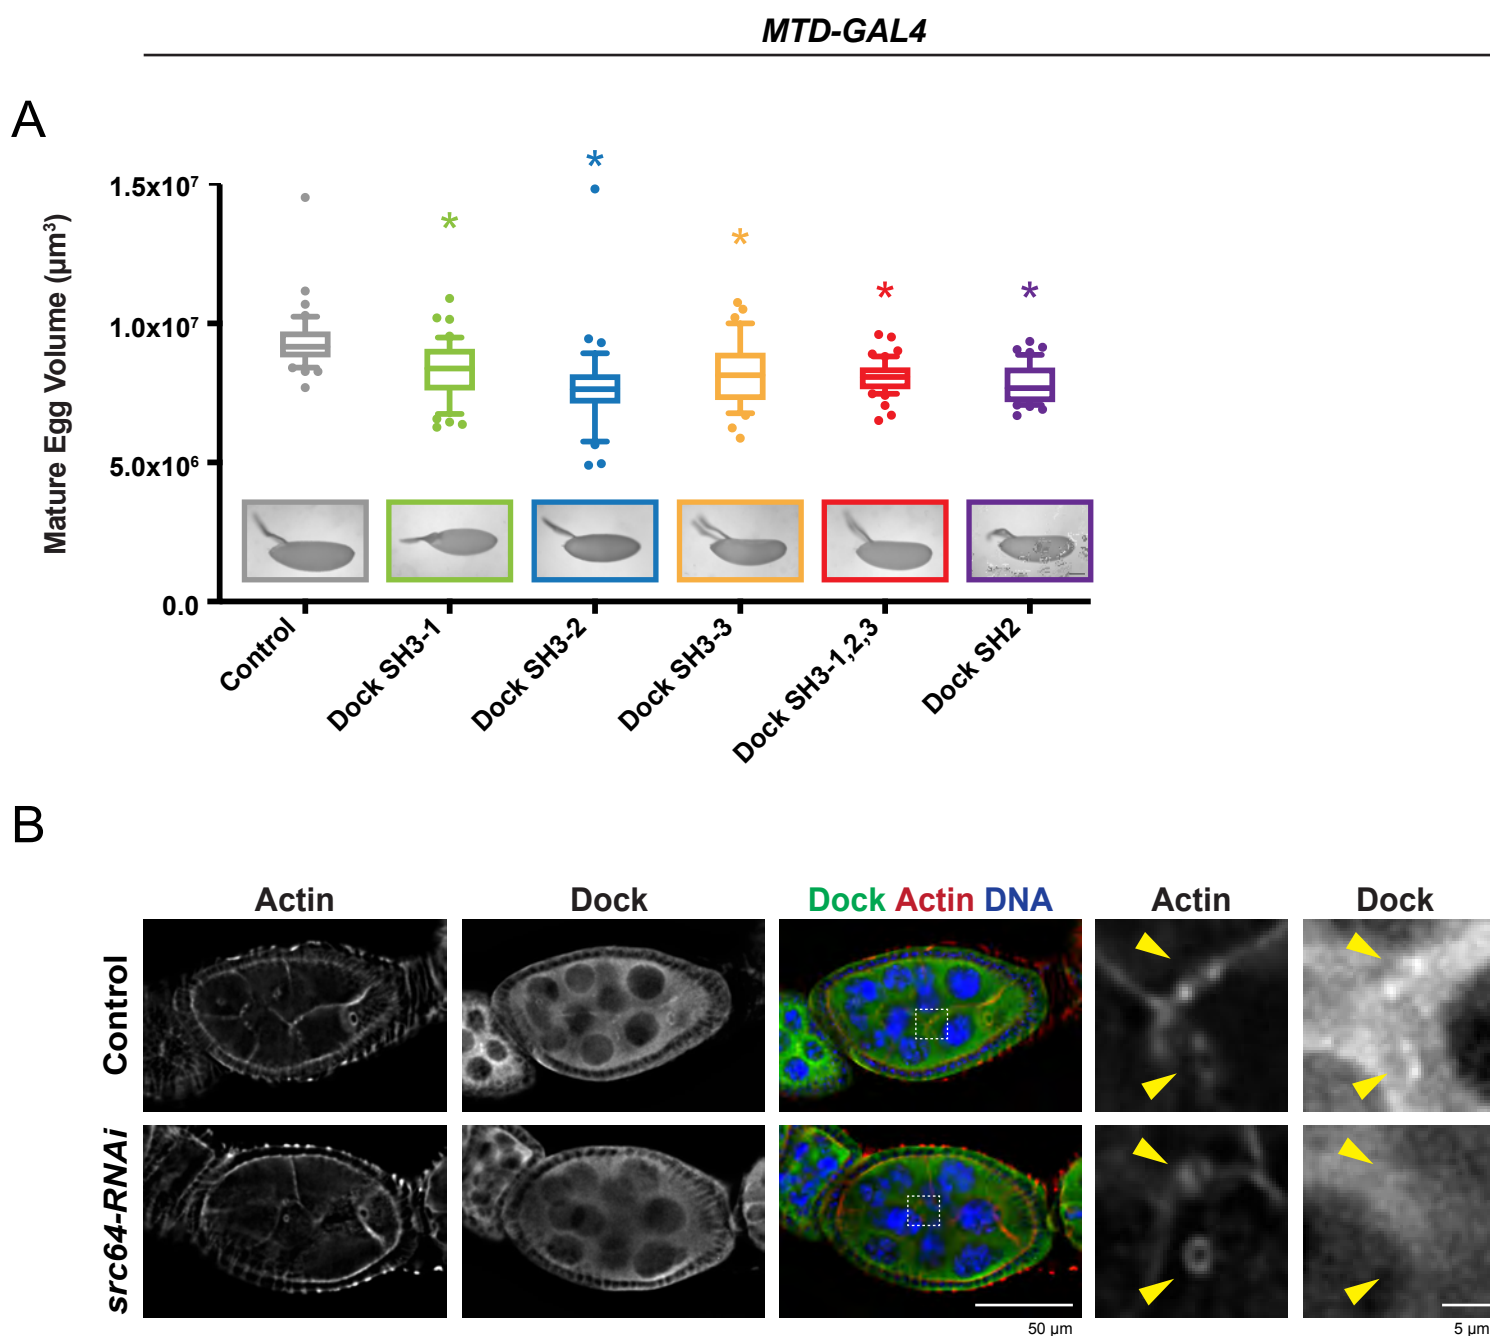 MTD-GAL4
A
Mature Egg Volume (µm³)
1.5x10⁷
1.0x10⁷
5.0x10⁶
0.0
*
*
*
*
*
Control
Dock SH3-1
Dock SH3-2
Dock SH3-3
Dock SH3-1,2,3
Dock SH2
B
Actin
Dock
Dock Actin DNA
Actin
Dock
Control
src64-RNAi
50 µm
5 µm